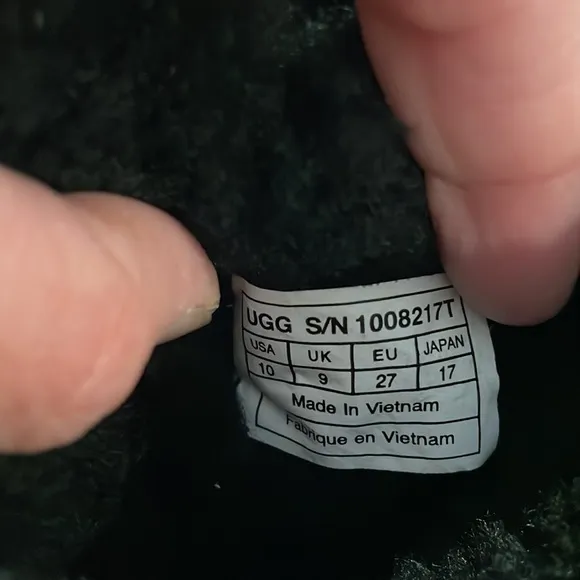 UGG S/N 1008217T
USA UK EU JAPAN
10 9 27 17
Made In Vietnam
Fabrique en Vietnam